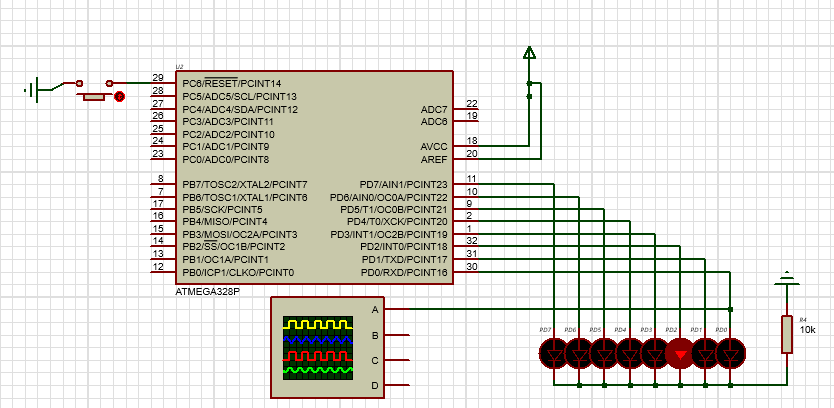 U2
29 PC6/RESET/PCINT14
28 PC5/ADC5/SCL/PCINT13
27 PC4/ADC4/SDA/PCINT12
26 PC3/ADC3/PCINT11
25 PC2/ADC2/PCINT10
24 PC1/ADC1/PCINT9
23 PC0/ADC0/PCINT8
ADC7 22
ADC6 19
AVCC 18
AREF 20
8 PB7/TOSC2/XTAL2/PCINT7
7 PB6/TOSC1/XTAL1/PCINT6
17 PB5/SCK/PCINT5
16 PB4/MISO/PCINT4
15 PB3/MOSI/OC2A/PCINT3
14 PB2/SS/OC1B/PCINT2
13 PB1/OC1A/PCINT1
12 PB0/ICP1/CLKO/PCINT0
PD7/AIN1/PCINT23 11
PD6/AIN0/OC0A/PCINT22 10
PD5/T1/OC0B/PCINT21 9
PD4/T0/XCK/PCINT20 2
PD3/INT1/OC2B/PCINT19 1
PD2/INT0/PCINT18 32
PD1/TXD/PCINT17 31
PD0/RXD/PCINT16 30
ATMEGA328P
A
B
C
D
PD7 PD6 PD5 PD4 PD3 PD2 PD1 PD0
R4
10k